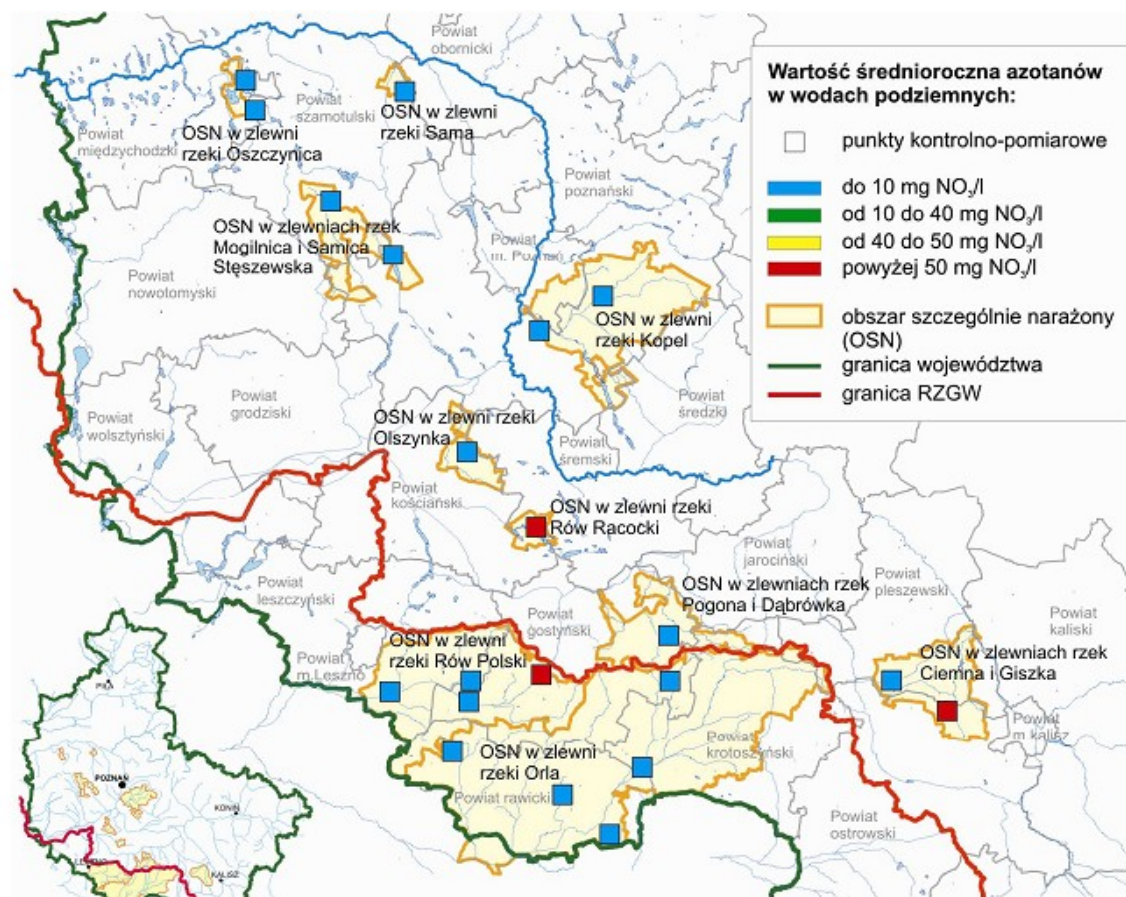 Powiat
obornicki
Powiat
szamotulski
OSN w zlewni
rzeki Sama
Powiat
międzychodzki
OSN w zlewni
rzeki Oszczynica
Powiat
poznański
OSN w zlewniach rzek
Mogilnica i Samica
Stęszewska
Powiat
m. Poznań
Powiat
nowotomyski
OSN w zlewni
rzeki Kopel
Powiat
grodziski
Powiat
średzki
OSN w zlewni rzeki
Olszynka
Powiat
wolsztyński
Powiat
śremski
Powiat
kościański
OSN w zlewni rzeki
Rów Racocki
Powiat
jarociński
Powiat
leszczyński
OSN w zlewniach rzek
Pogona i Dąbrówka
Powiat
pleszewski
Powiat
gostyński
Powiat
kaliski
OSN w zlewni
rzeki Rów Polski
Powiat
m.Leszno
OSN w zlewniach rzek
Ciemna i Giszka
Powiat
m kalisz
Powiat
krotoszyński
OSN w zlewni
rzeki Orla
Powiat rawicki
Powiat
ostrowski
Wartość średnioroczna azotanów
w wodach podziemnych:
punkty kontrolno-pomiarowe
do 10 mg NO₃/l
od 10 do 40 mg NO₃/l
od 40 do 50 mg NO₃/l
powyżej 50 mg NO₃/l
obszar szczególnie narażony
(OSN)
granica województwa
granica RZGW
PIŁA
POZNAŃ
KONIN
LESZNO
KALISZ